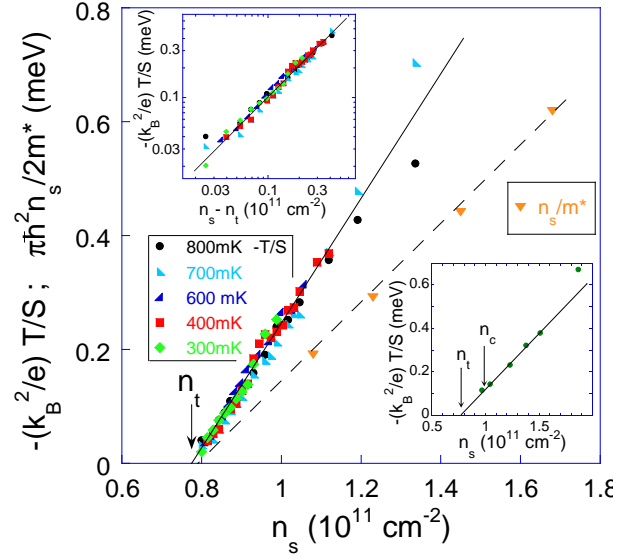 -(k_B^2/e) T/S ; πħ^2n_s/2m* (meV)
0.8
0.6
0.4
0.2
0
0.6
0.8
1
1.2
1.4
1.6
1.8
n_s (10^11 cm^-2)
-(k_B^2/e) T/S (meV)
0.3
0.1
0.03
0.03
0.1
0.3
n_s- n_t (10^11 cm^-2)
800mK -T/S
700mK
600 mK
400mK
300mK
n_t
n_s/m*
-(k_B^2/e) T/S (meV)
0.6
0.4
0.2
0
n_t
n_c
0.5
1
1.5
n_s (10^11 cm^-2)